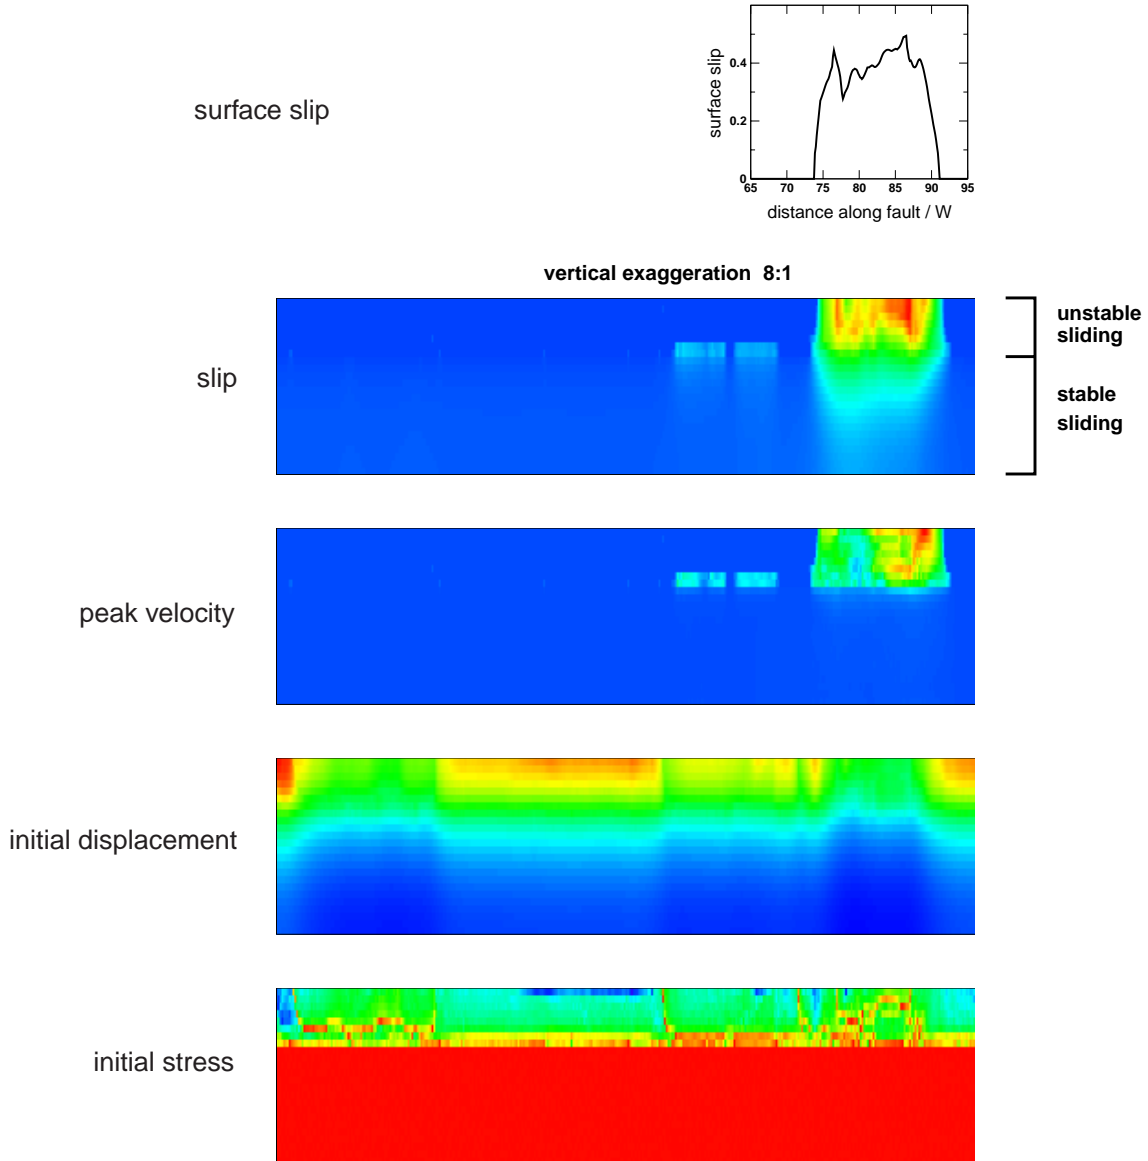 surface slip
surface slip
0.4
0.2
0
65 70 75 80 85 90 95
distance along fault / W
vertical exaggeration 8:1
unstable
sliding
slip
stable
sliding
peak velocity
initial displacement
initial stress